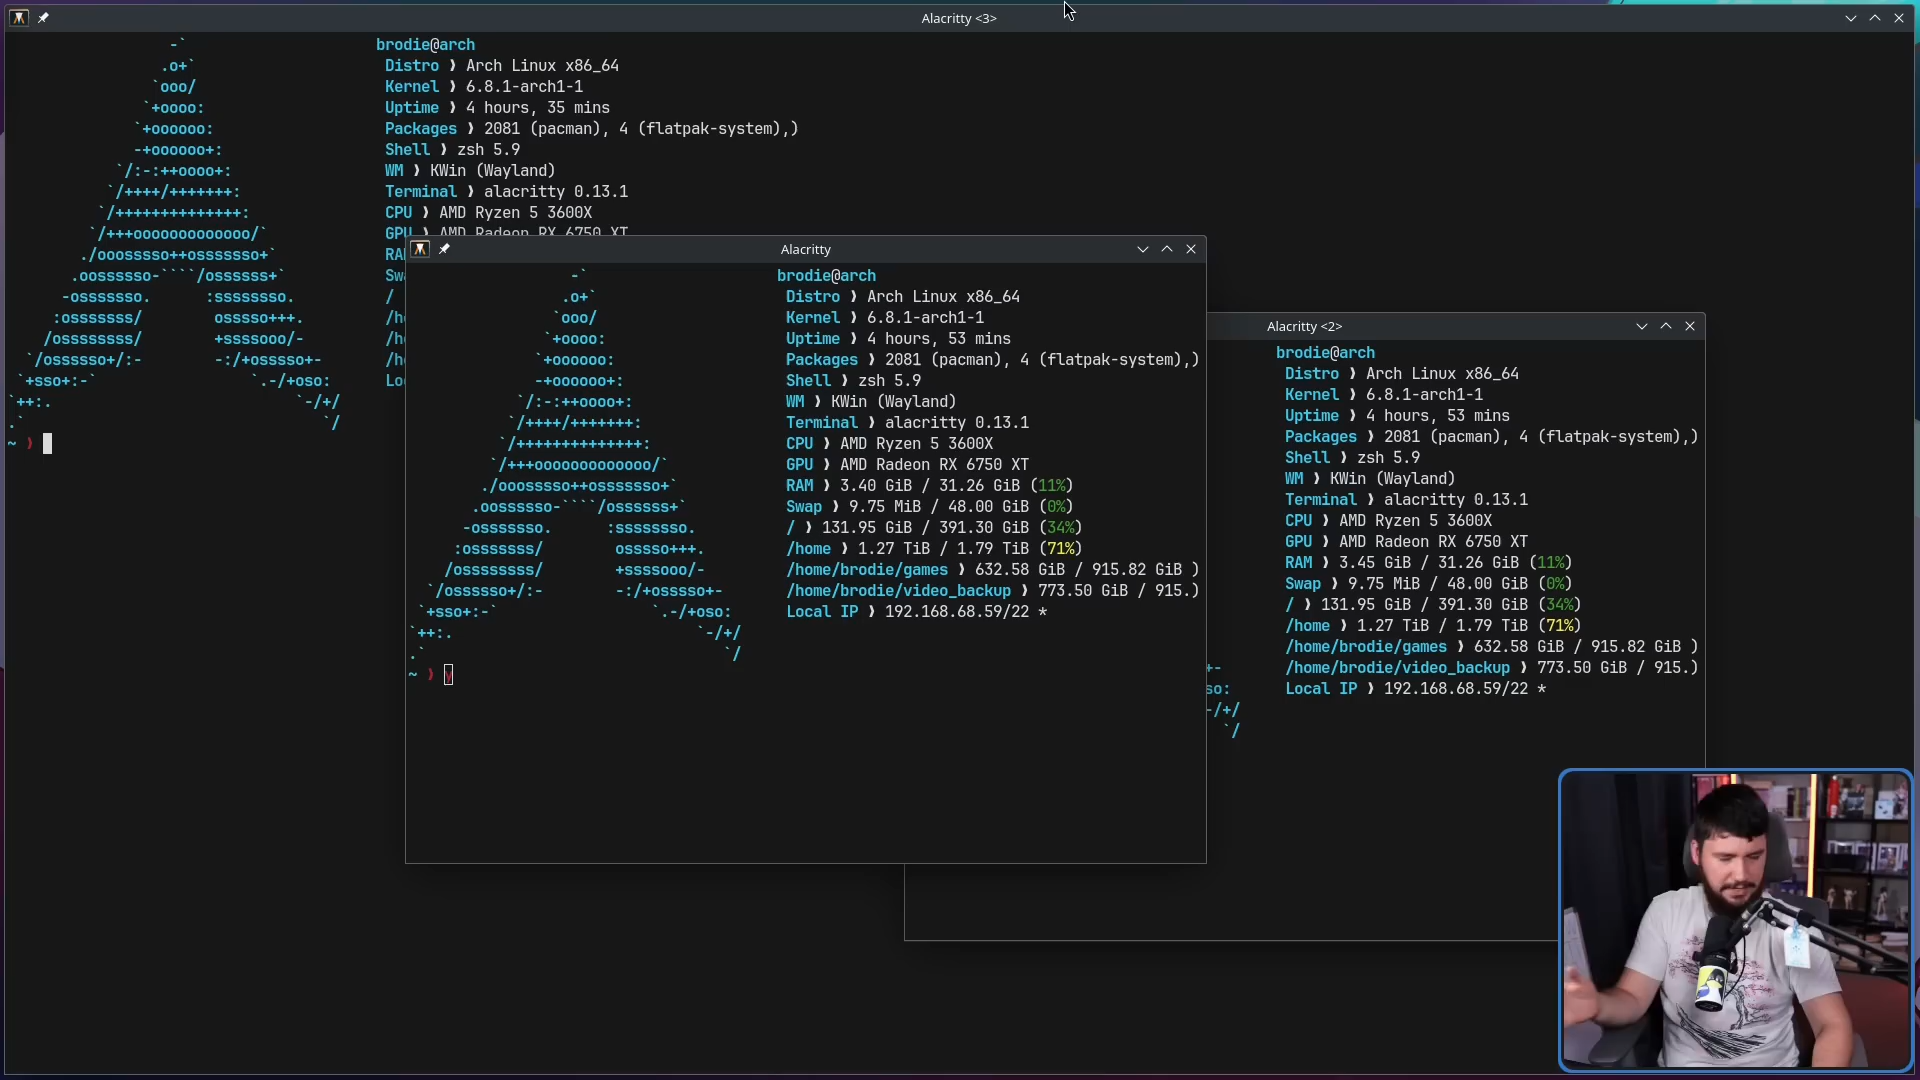 Alacritty <3>
brodie@arch
Distro ❯ Arch Linux x86_64
Kernel ❯ 6.8.1-arch1-1
Uptime ❯ 4 hours, 35 mins
Packages ❯ 2081 (pacman), 4 (flatpak-system),)
Shell ❯ zsh 5.9
WM ❯ KWin (Wayland)
Terminal ❯ alacritty 0.13.1
CPU ❯ AMD Ryzen 5 3600X
GPU ❯ AMD Radeon RX 6750 XT
RA
Sw
/
/h
/h
/h
Lo
~ ❯
Alacritty
brodie@arch
Distro ❯ Arch Linux x86_64
Kernel ❯ 6.8.1-arch1-1
Uptime ❯ 4 hours, 53 mins
Packages ❯ 2081 (pacman), 4 (flatpak-system),)
Shell ❯ zsh 5.9
WM ❯ KWin (Wayland)
Terminal ❯ alacritty 0.13.1
CPU ❯ AMD Ryzen 5 3600X
GPU ❯ AMD Radeon RX 6750 XT
RAM ❯ 3.40 GiB / 31.26 GiB (11%)
Swap ❯ 9.75 MiB / 48.00 GiB (0%)
/ ❯ 131.95 GiB / 391.30 GiB (34%)
/home ❯ 1.27 TiB / 1.79 TiB (71%)
/home/brodie/games ❯ 632.58 GiB / 915.82 GiB )
/home/brodie/video_backup ❯ 773.50 GiB / 915.)
Local IP ❯ 192.168.68.59/22 *
~ ❯ y
Alacritty <2>
brodie@arch
Distro ❯ Arch Linux x86_64
Kernel ❯ 6.8.1-arch1-1
Uptime ❯ 4 hours, 53 mins
Packages ❯ 2081 (pacman), 4 (flatpak-system),)
Shell ❯ zsh 5.9
WM ❯ KWin (Wayland)
Terminal ❯ alacritty 0.13.1
CPU ❯ AMD Ryzen 5 3600X
GPU ❯ AMD Radeon RX 6750 XT
RAM ❯ 3.45 GiB / 31.26 GiB (11%)
Swap ❯ 9.75 MiB / 48.00 GiB (0%)
/ ❯ 131.95 GiB / 391.30 GiB (34%)
/home ❯ 1.27 TiB / 1.79 TiB (71%)
/home/brodie/games ❯ 632.58 GiB / 915.82 GiB )
/home/brodie/video_backup ❯ 773.50 GiB / 915.)
Local IP ❯ 192.168.68.59/22 *